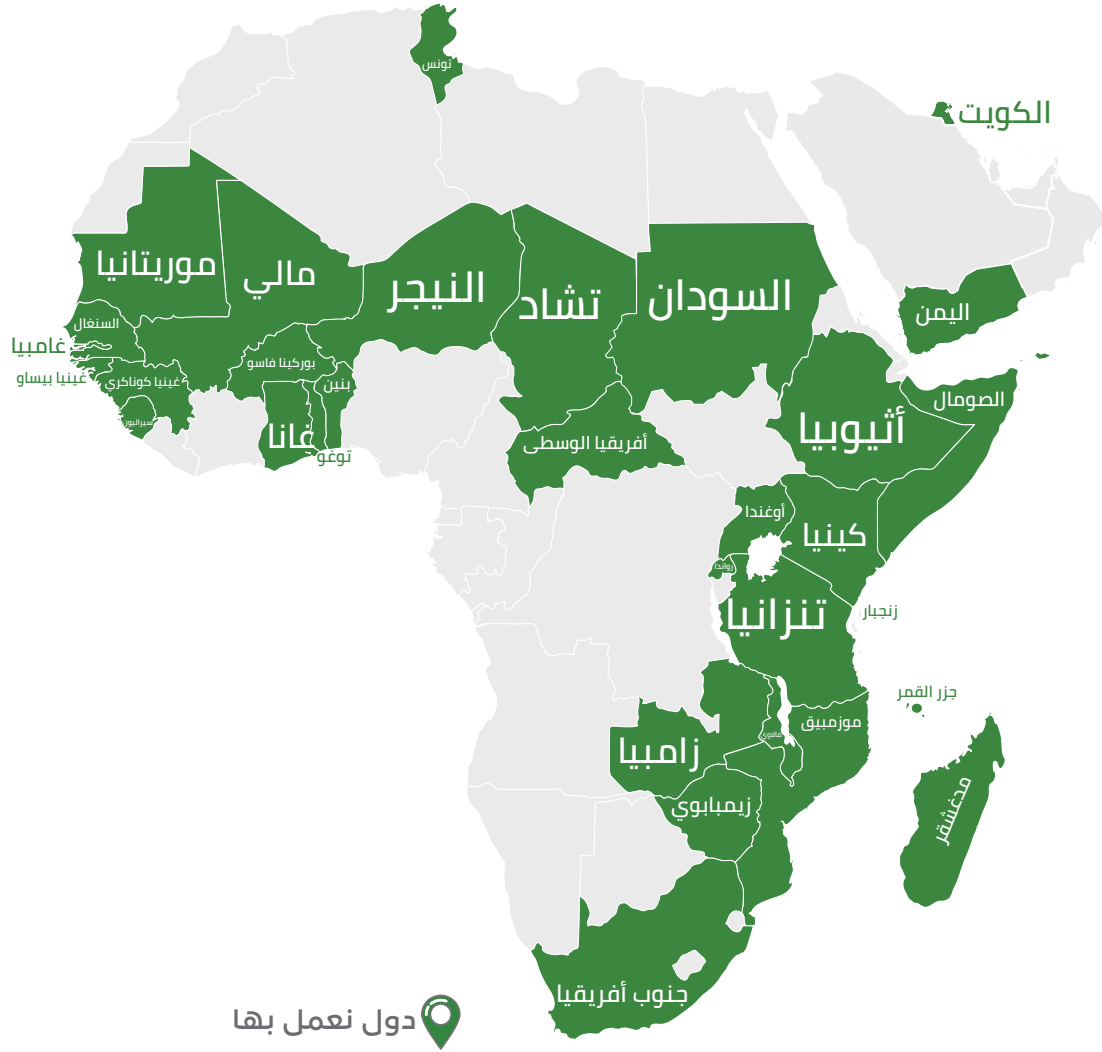 تونس
الكويت
موريتانيا
مالي
النيجر
تشاد
السودان
اليمن
السنغال
غامبيا
غينيا بيساو
غينيا كوناكري
سيراليون
بوركينا فاسو
بنين
غانا
توغو
أفريقيا الوسطى
أثيوبيا
الصومال
أوغندا
كينيا
رواندا
تنزانيا
زنجبار
جزر القمر
موزمبيق
مالاوي
زامبيا
زيمبابوي
مدغشقر
جنوب أفريقيا
دول نعمل بها